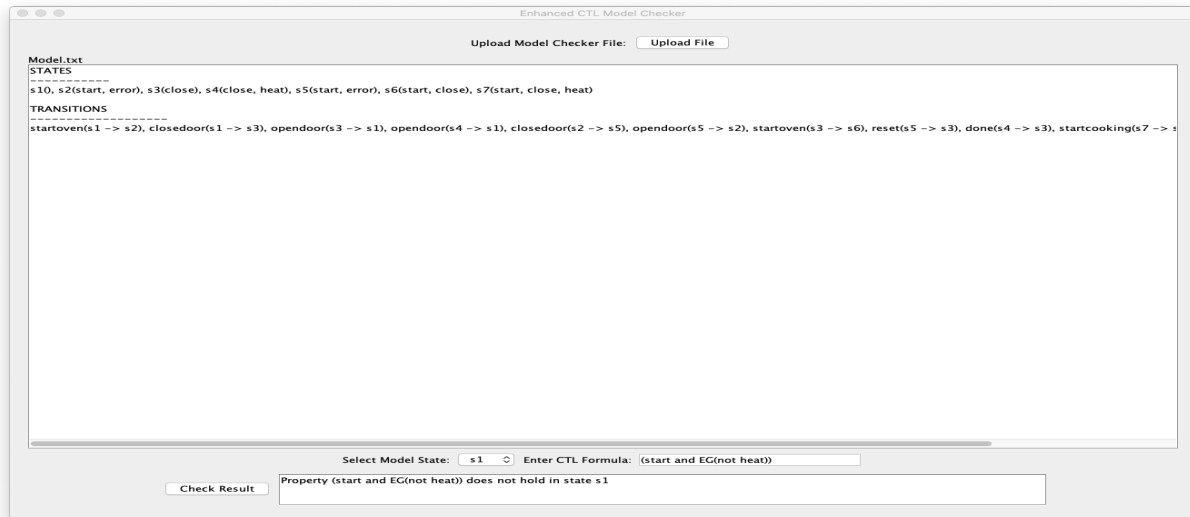 Enhanced CTL Model Checker
Upload Model Checker File: Upload File
Model.txt
STATES
-----------
s1(), s2(start, error), s3(close), s4(close, heat), s5(start, error), s6(start, close), s7(start, close, heat)
TRANSITIONS
-------------------
startoven(s1 -> s2), closedoor(s1 -> s3), opendoor(s3 -> s1), opendoor(s4 -> s1), closedoor(s2 -> s5), opendoor(s5 -> s2), startoven(s3 -> s6), reset(s5 -> s3), done(s4 -> s3), startcooking(s7 -> s
Select Model State: s1 Enter CTL Formula: (start and EG(not heat))
Check Result Property (start and EG(not heat)) does not hold in state s1